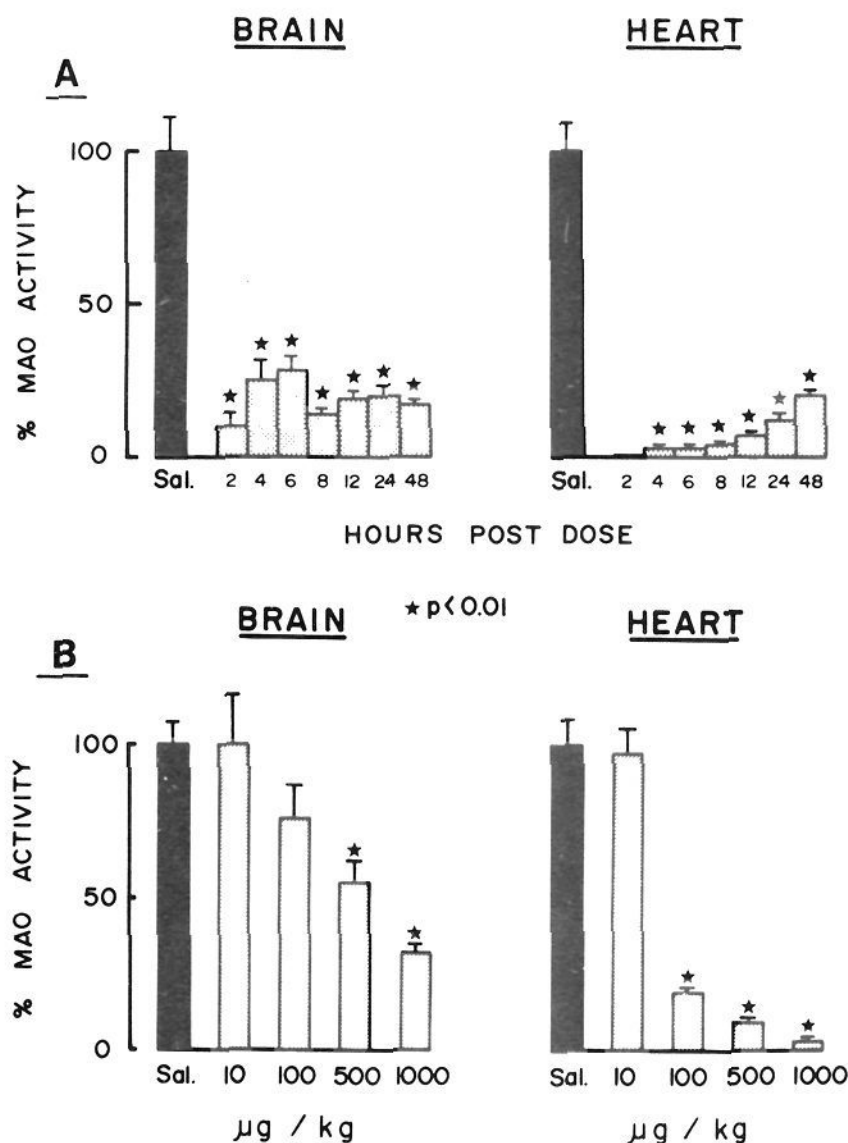 BRAIN HEART
A
% MAO ACTIVITY
100
50
0
Sal. 2 4 6 8 12 24 48
Sal. 2 4 6 8 12 24 48
HOURS POST DOSE
★ p< 0.01
BRAIN HEART
B
% MAO ACTIVITY
100
50
0
Sal. 10 100 500 1000
Sal. 10 100 500 1000
μg / kg μg / kg